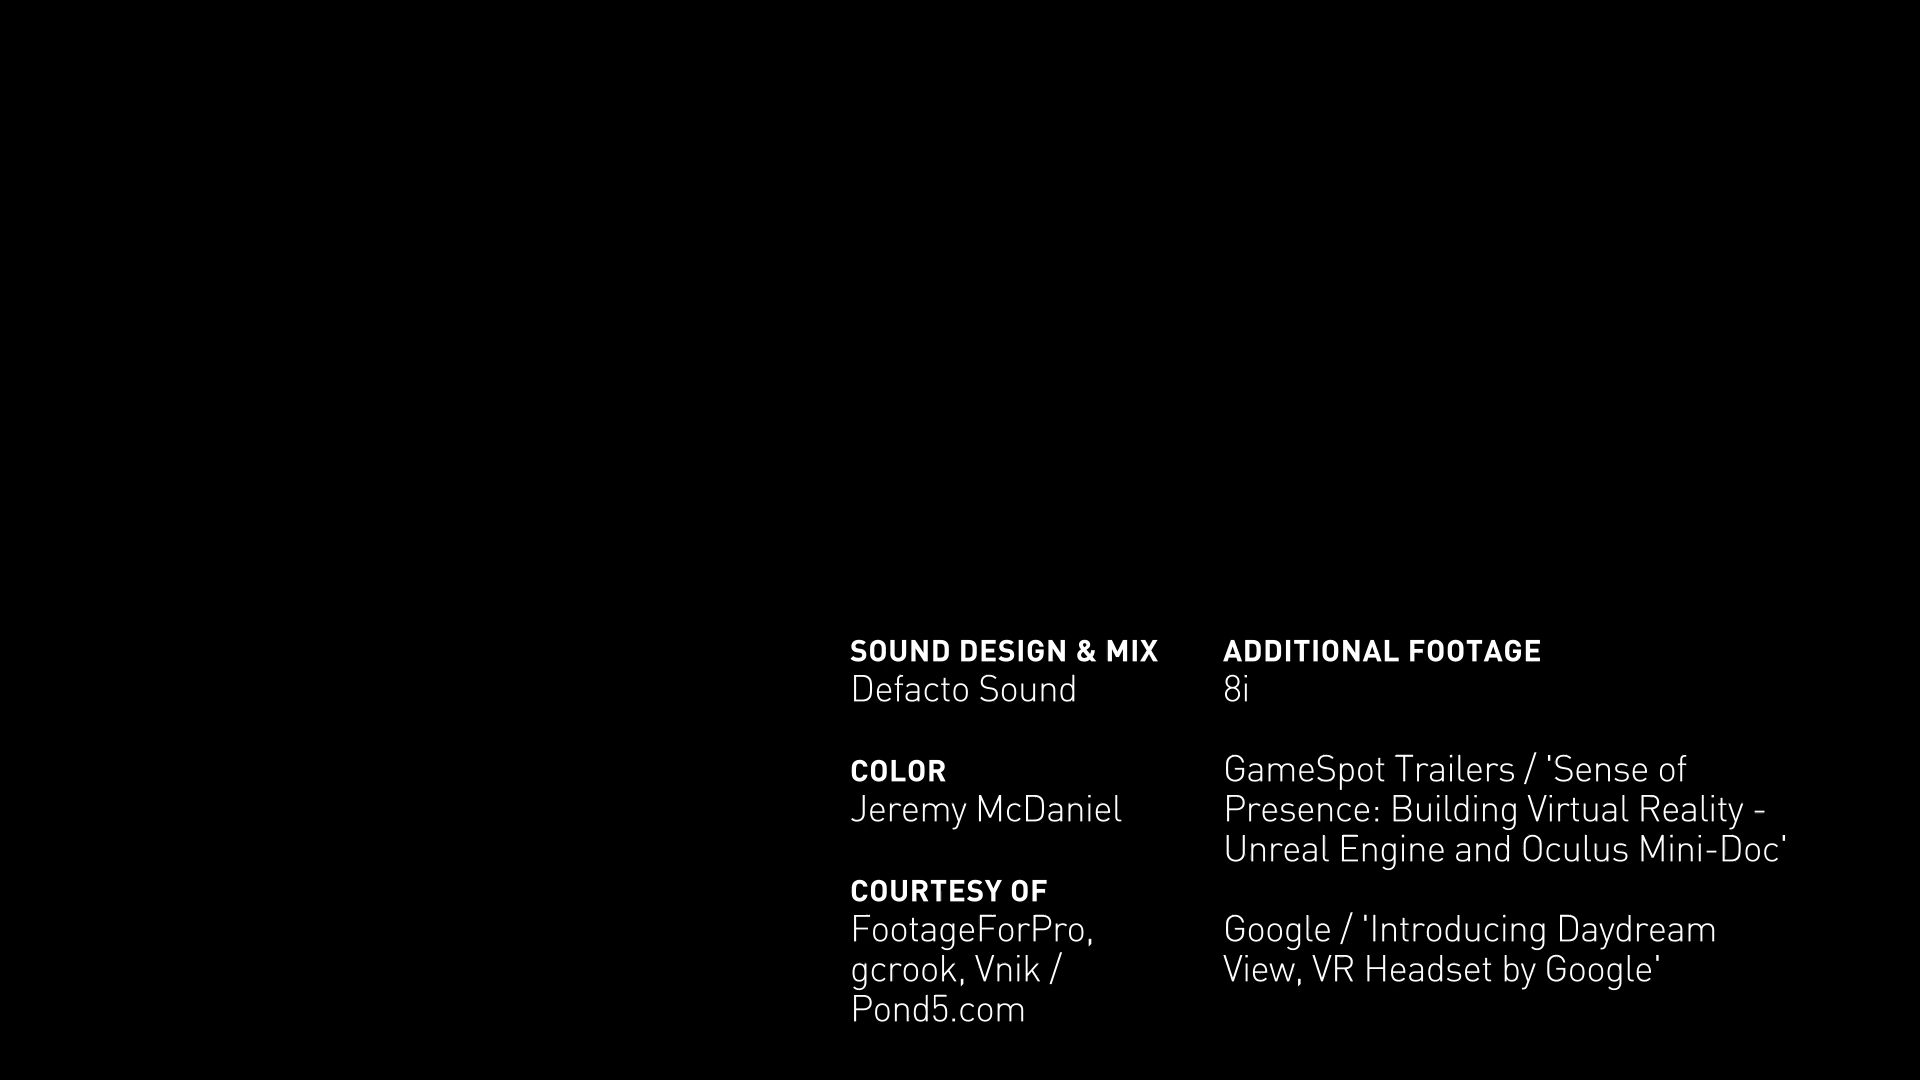 SOUND DESIGN & MIX
Defacto Sound
COLOR
Jeremy McDaniel
COURTESY OF
FootageForPro,
gcrook, Vnik /
Pond5.com
ADDITIONAL FOOTAGE
8i
GameSpot Trailers / 'Sense of
Presence: Building Virtual Reality -
Unreal Engine and Oculus Mini-Doc'
Google / 'Introducing Daydream
View, VR Headset by Google'